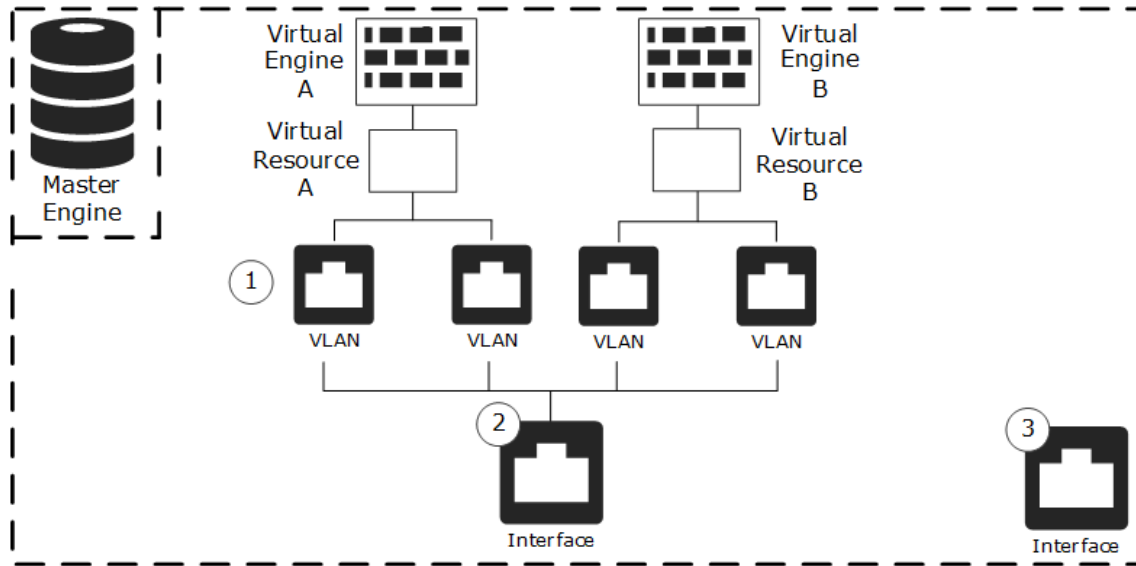 Master
Engine
Virtual
Engine
A
Virtual
Engine
B
Virtual
Resource
A
Virtual
Resource
B
1
VLAN
VLAN
VLAN
VLAN
2
Interface
3
Interface